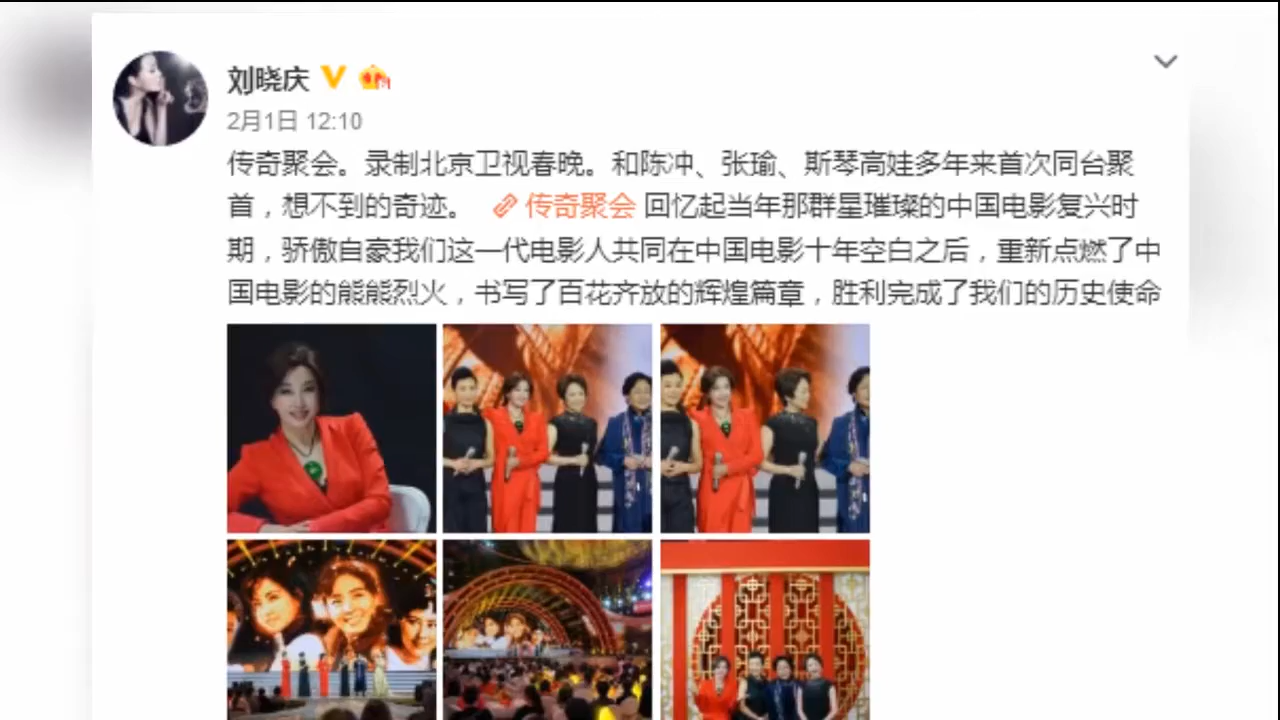 刘晓庆
2月1日 12:10
传奇聚会。录制北京卫视春晚。和陈冲、张瑜、斯琴高娃多年来首次同台聚
首，想不到的奇迹。 传奇聚会 回忆起当年那群星璀璨的中国电影复兴时
期，骄傲自豪我们这一代电影人共同在中国电影十年空白之后，重新点燃了中
国电影的熊熊烈火，书写了百花齐放的辉煌篇章，胜利完成了我们的历史使命